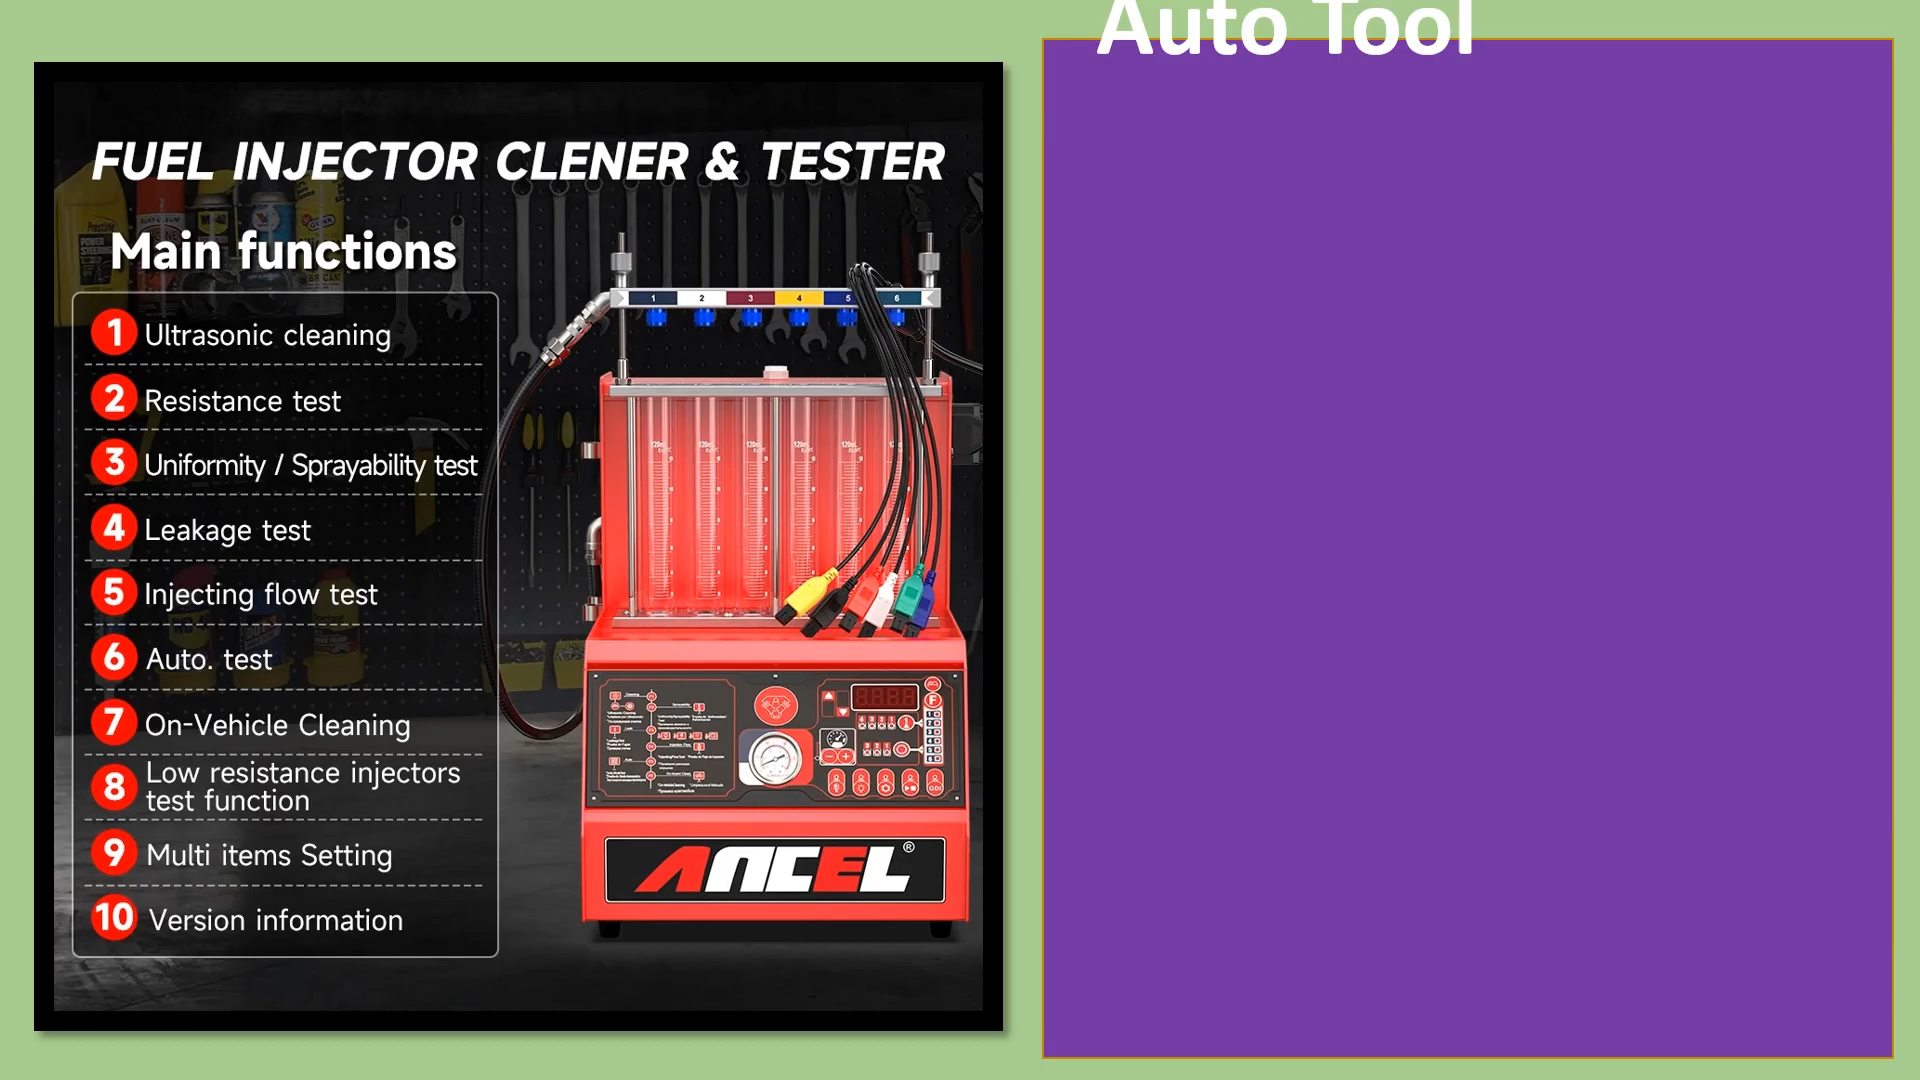 Auto Tool
FUEL INJECTOR CLENER & TESTER
Main functions
1 Ultrasonic cleaning
2 Resistance test
3 Uniformity / Sprayability test
4 Leakage test
5 Injecting flow test
6 Auto. test
7 On-Vehicle Cleaning
8 Low resistance injectors
test function
9 Multi items Setting
10 Version information
1 2 3 4 5 6
ANCEL®